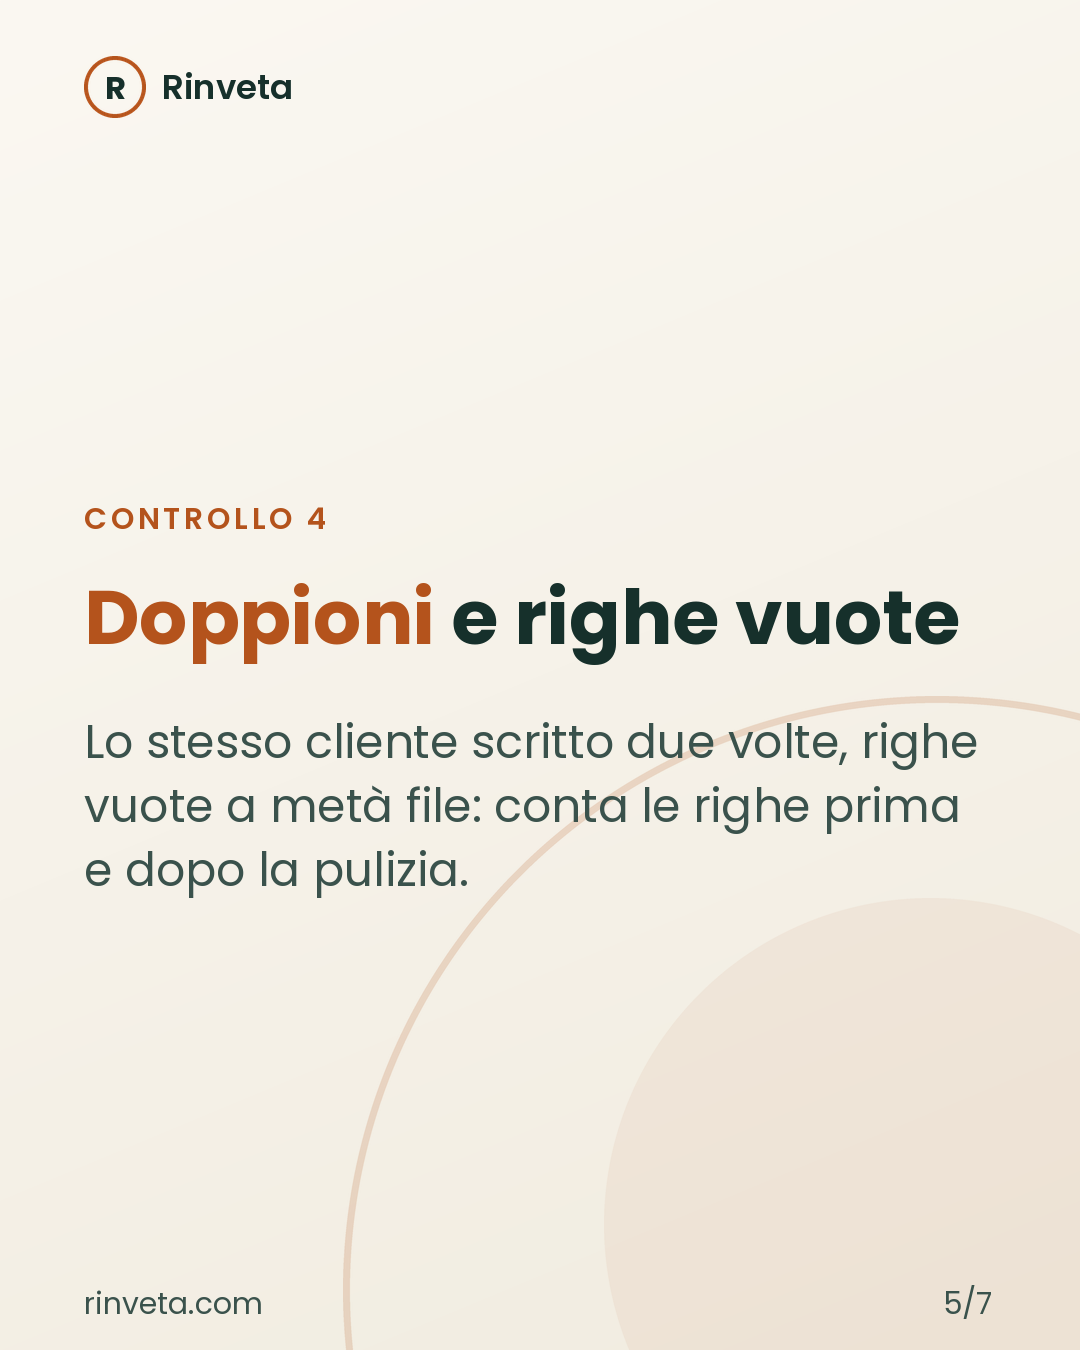 R Rinveta
CONTROLLO 4
Doppioni e righe vuote
Lo stesso cliente scritto due volte, righe
vuote a metà file: conta le righe prima
e dopo la pulizia.
rinveta.com 5/7